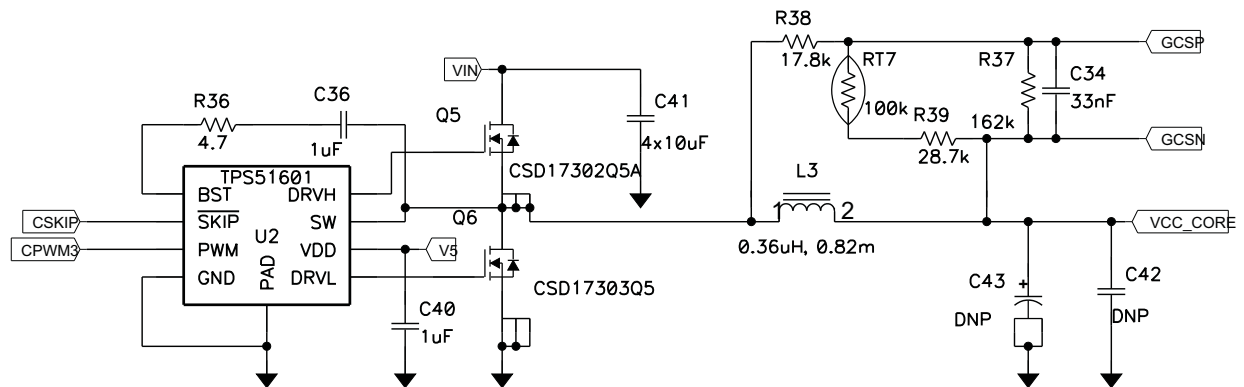 R38
17.8k
RT7
100k
R37
162k
C34
33nF
GCSP
VIN
C41
4x10uF
R36
4.7
C36
1uF
Q5
CSD17302Q5A
R39
28.7k
GCSN
TPS51601
BST
SKIP
PWM
GND
PAD
U2
DRVH
SW
VDD
DRVL
CSKIP
CPWM3
V5
Q6
CSD17303Q5
C40
1uF
L3
1
2
0.36uH, 0.82m
VCC_CORE
C43
+
DNP
C42
DNP